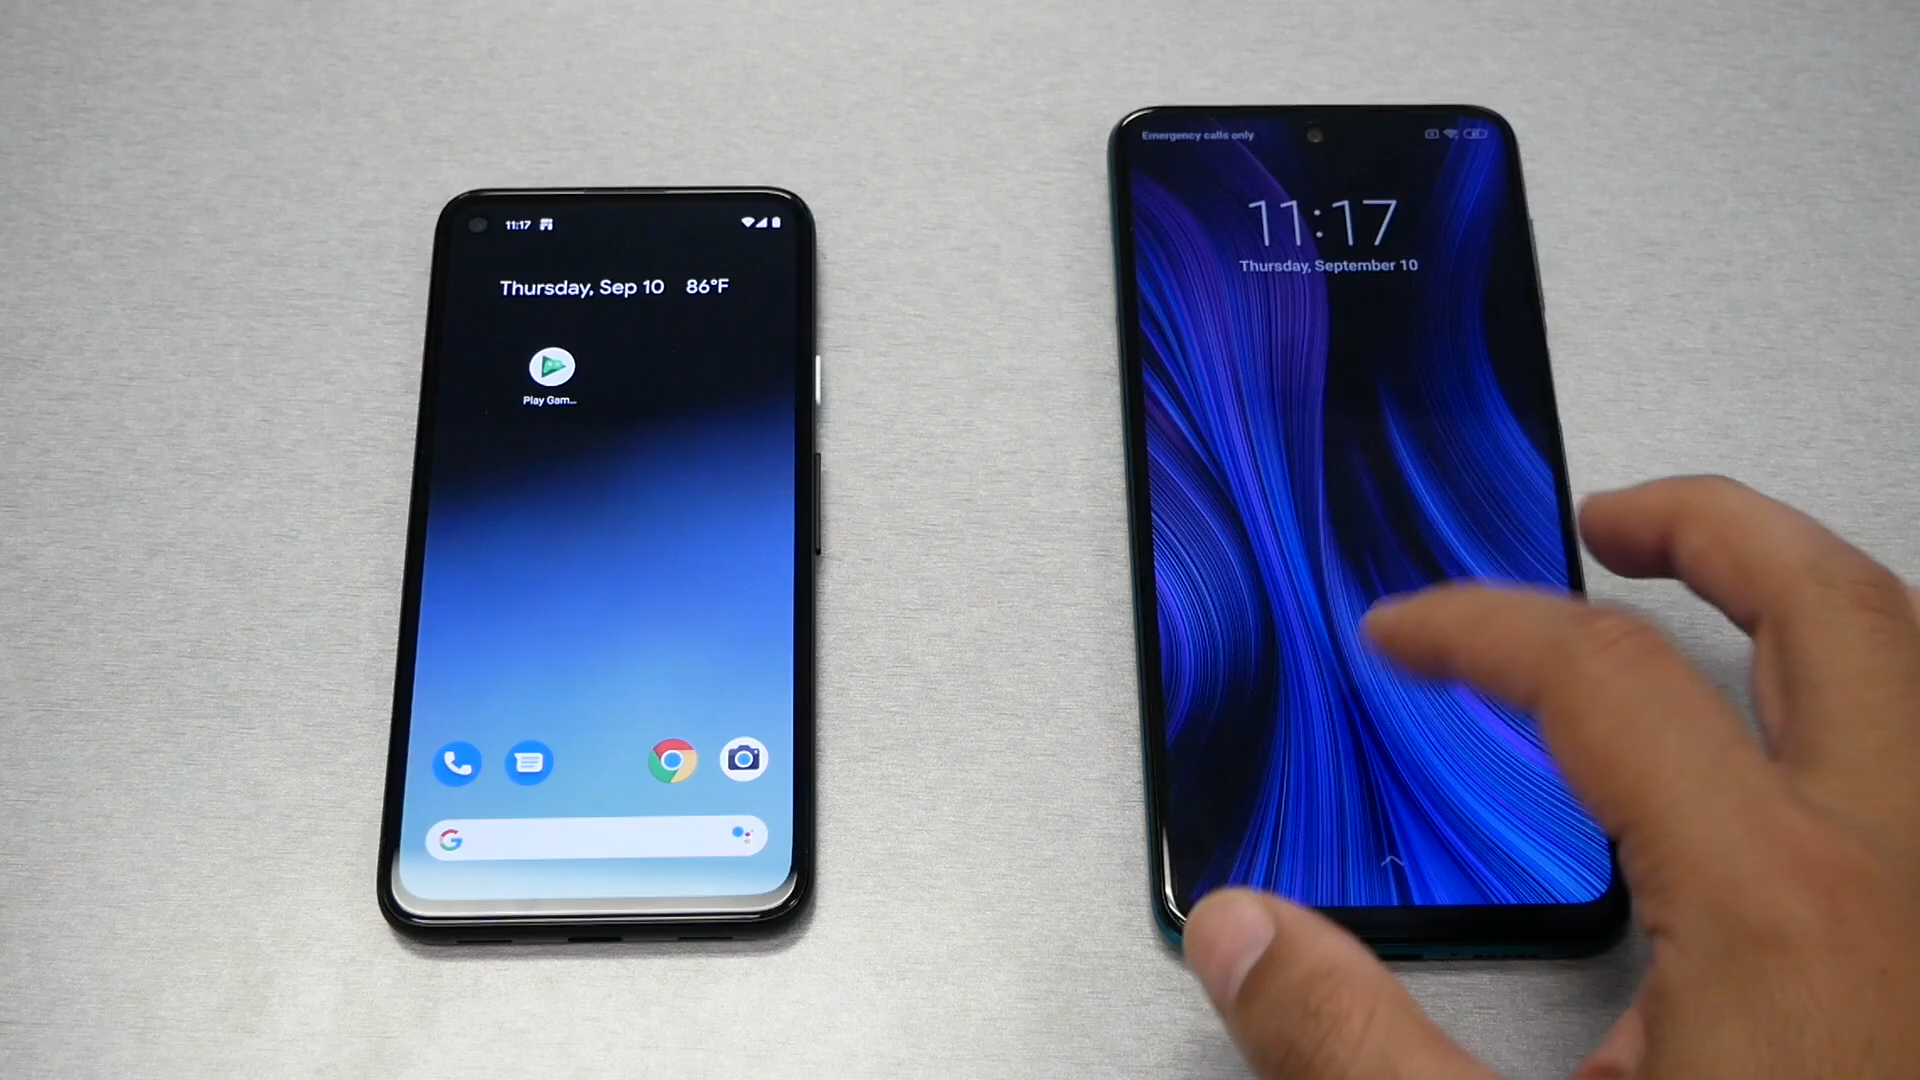 11:17
Thursday, Sep 10 86°F
Play Gam...
G
Emergency calls only
11:17
Thursday, September 10